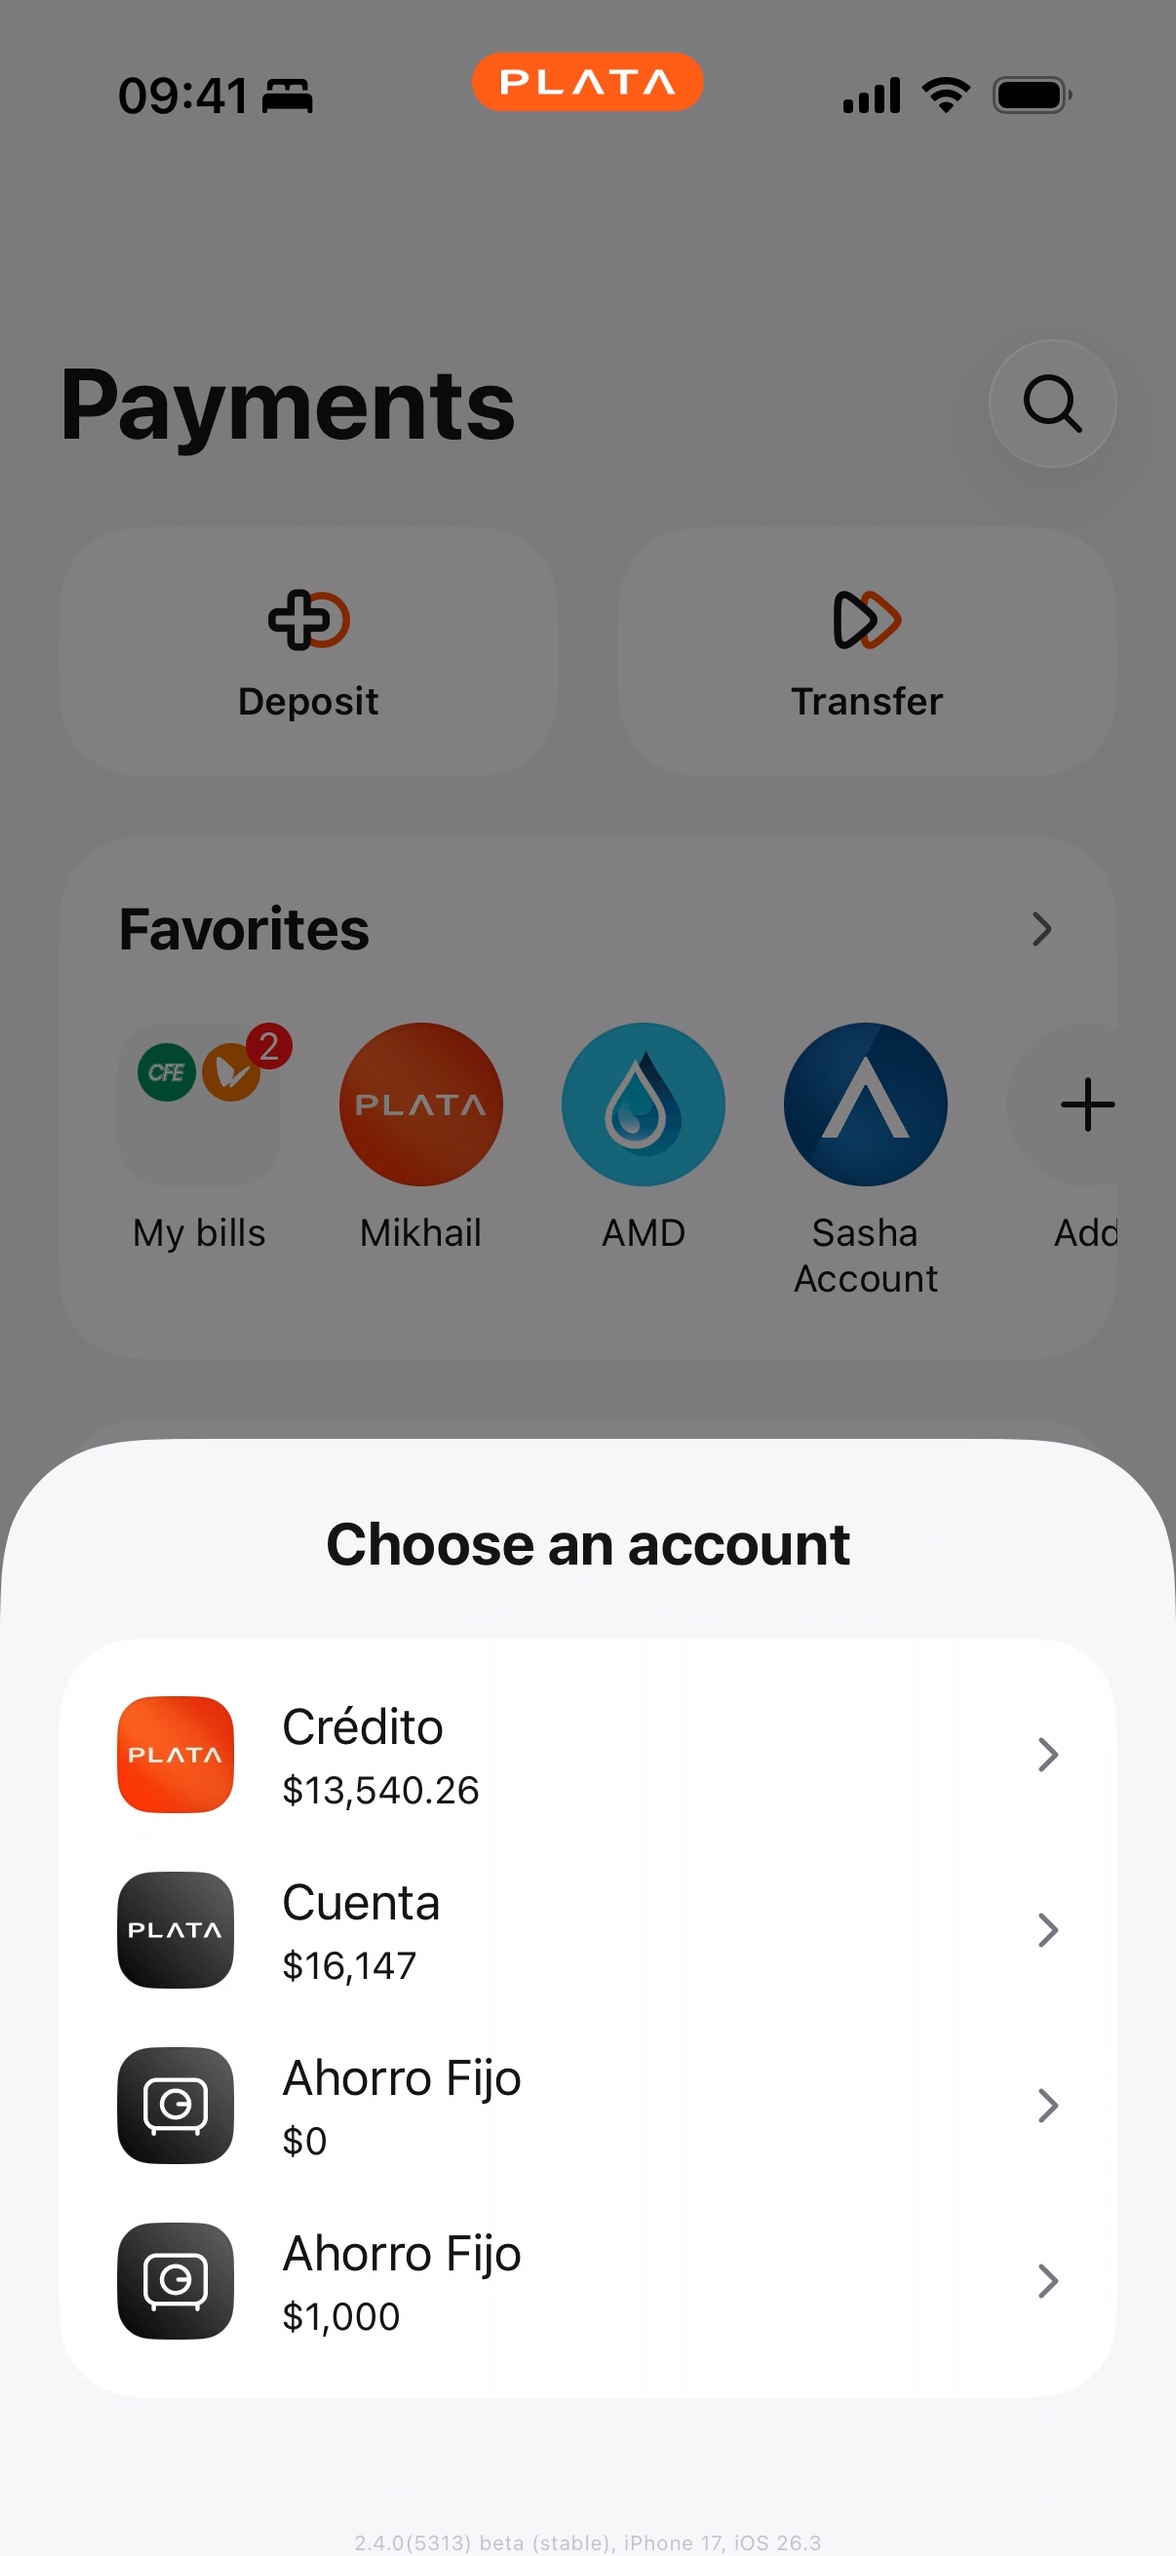 09:41
PLATA
Payments
Deposit
Transfer
Favorites
CFE
2
PLATA
My bills
Mikhail
AMD
Sasha
Account
Add
Choose an account
PLATA
Crédito
$13,540.26
PLATA
Cuenta
$16,147
Ahorro Fijo
$0
Ahorro Fijo
$1,000
2.4.0(5313) beta (stable), iPhone 17, iOS 26.3